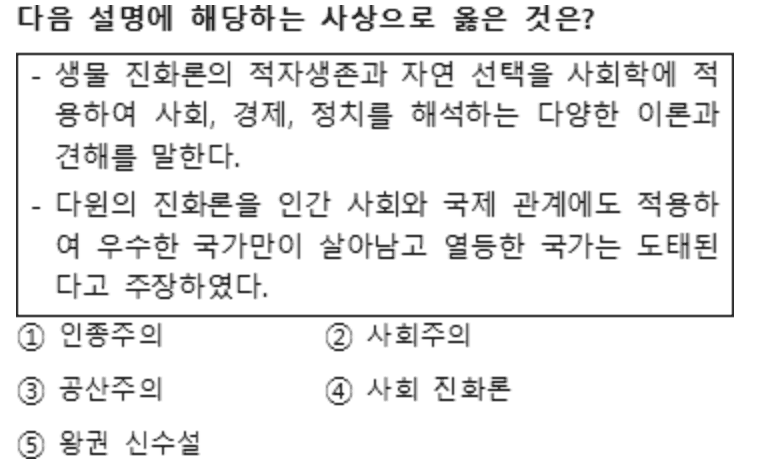 다음 설명에 해당하는 사상으로 옳은 것은?
- 생물 진화론의 적자생존과 자연 선택을 사회학에 적
용하여 사회, 경제, 정치를 해석하는 다양한 이론과
견해를 말한다.
- 다윈의 진화론을 인간 사회와 국제 관계에도 적용하
여 우수한 국가만이 살아남고 열등한 국가는 도태된
다고 주장하였다.
① 인종주의 ② 사회주의
③ 공산주의 ④ 사회 진화론
⑤ 왕권 신수설